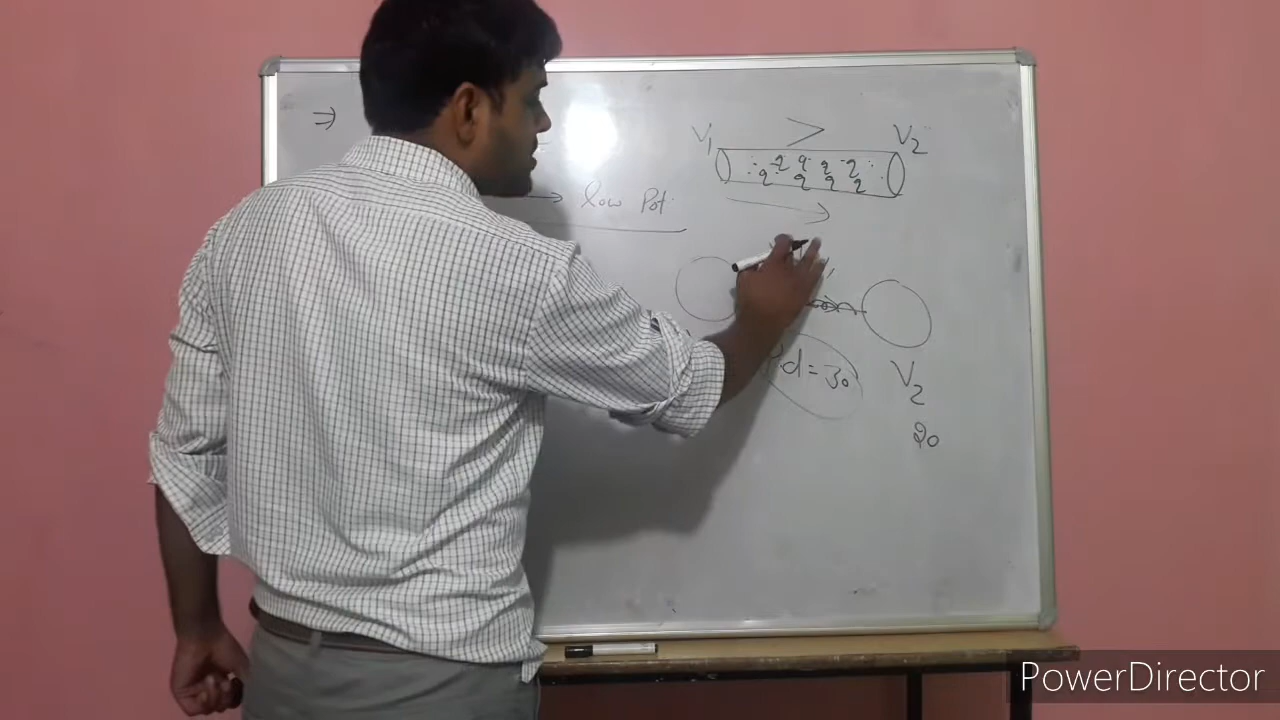 ⇒
V1 > V2
q q q q
q q q q
→ low Pot.
P.d = 30
V2
20
PowerDirector